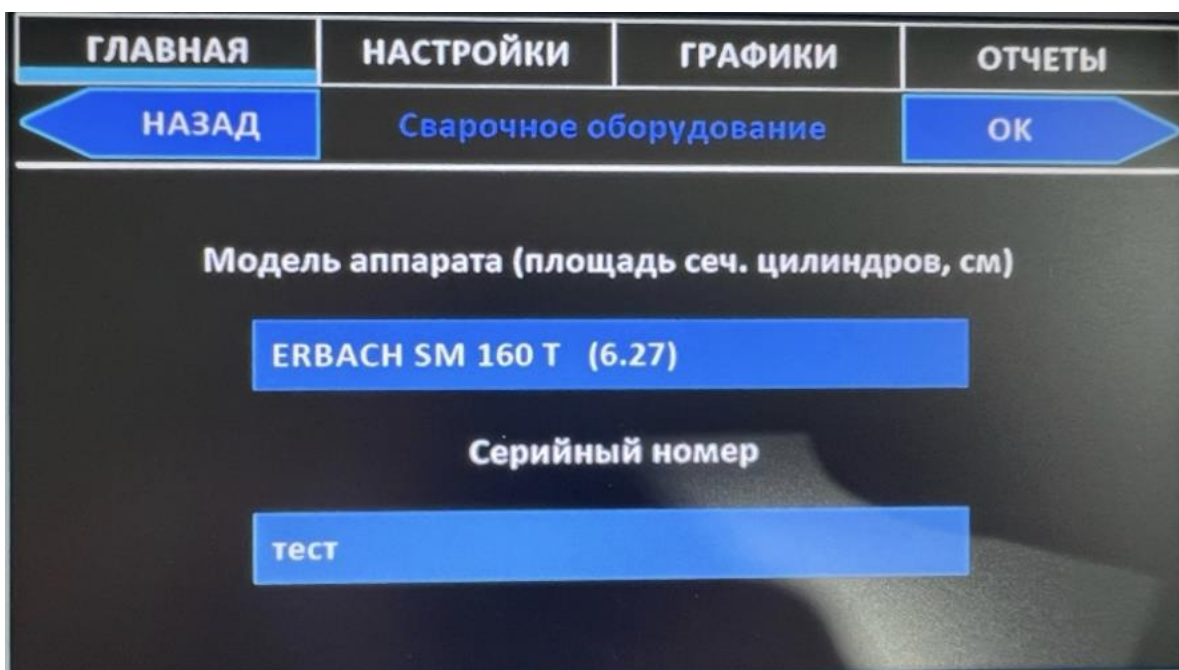 ГЛАВНАЯ НАСТРОЙКИ ГРАФИКИ ОТЧЕТЫ
НАЗАД Сварочное оборудование ОК
Модель аппарата (площадь сеч. цилиндров, см)
ERBACH SM 160 T (6.27)
Серийный номер
тест